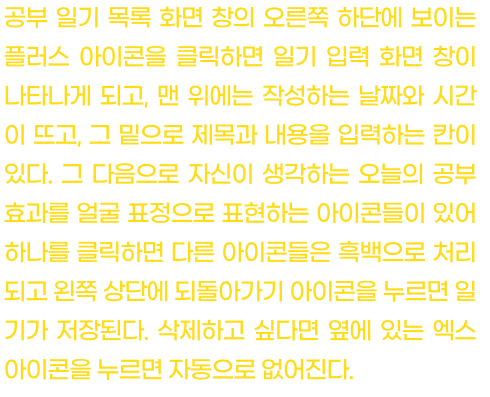 공부 일기 목록 화면 창의 오른쪽 하단에 보이는
플러스 아이콘을 클릭하면 일기 입력 화면 창이
나타나게 되고, 맨 위에는 작성하는 날짜와 시간
이 뜨고, 그 밑으로 제목과 내용을 입력하는 칸이
있다. 그 다음으로 자신이 생각하는 오늘의 공부
효과를 얼굴 표정으로 표현하는 아이콘들이 있어
하나를 클릭하면 다른 아이콘들은 흑백으로 처리
되고 왼쪽 상단에 되돌아가기 아이콘을 누르면 일
기가 저장된다. 삭제하고 싶다면 옆에 있는 엑스
아이콘을 누르면 자동으로 없어진다.